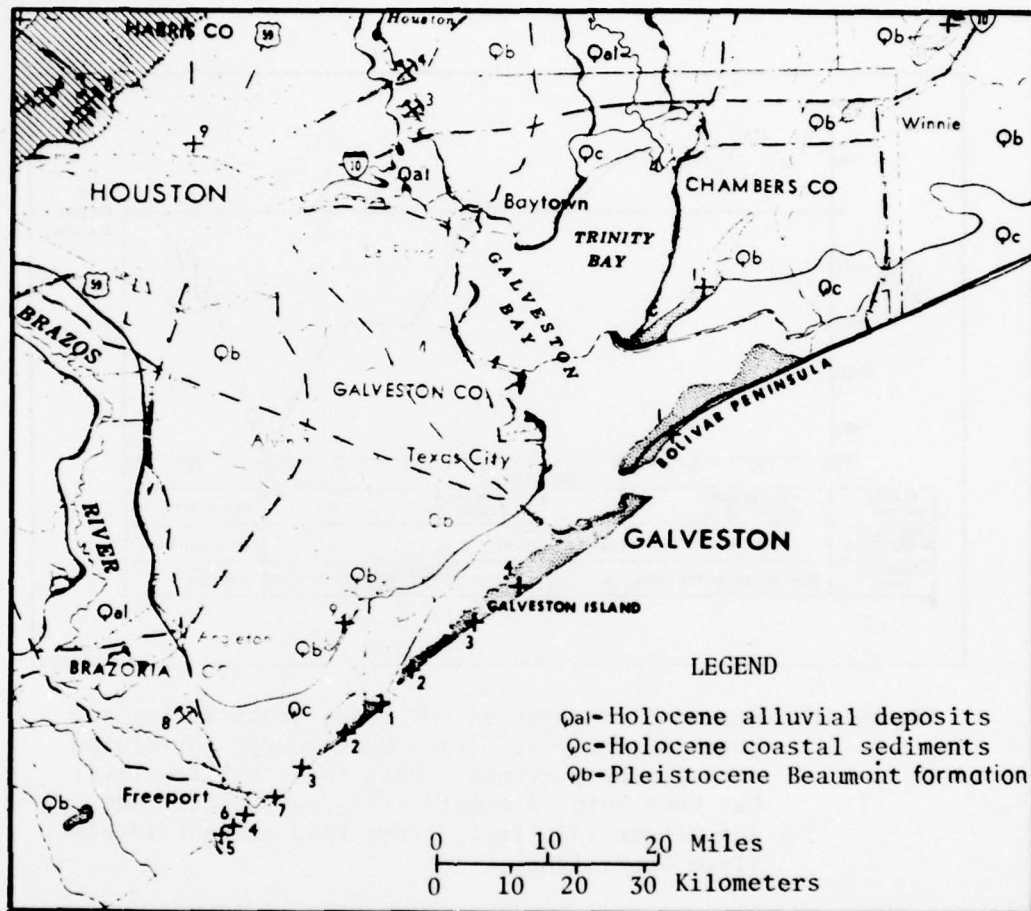 HARRIS CO
59
Houston
4
3
Qb
Qal
10
Qb
9
HOUSTON
10
Qal
Qc
Baytown
CHAMBERS CO
Qb
Winnie
Qb
TRINITY
BAY
GALVESTON
BAY
Qb
Qc
Qc
59
BRAZOS
RIVER
Qb
GALVESTON CO
Alvin
Texas City
BOLIVAR PENINSULA
GALVESTON
4
GALVESTON ISLAND
3
2
Qb
9
Qb
Qal
Angleton
BRAZORIA
CO
8
Qc
2
3
Freeport
7
6
4
5
Qb
LEGEND
Qal- Holocene alluvial deposits
Qc- Holocene coastal sediments
Qb- Pleistocene Beaumont formation
0 10 20 Miles
0 10 20 30 Kilometers